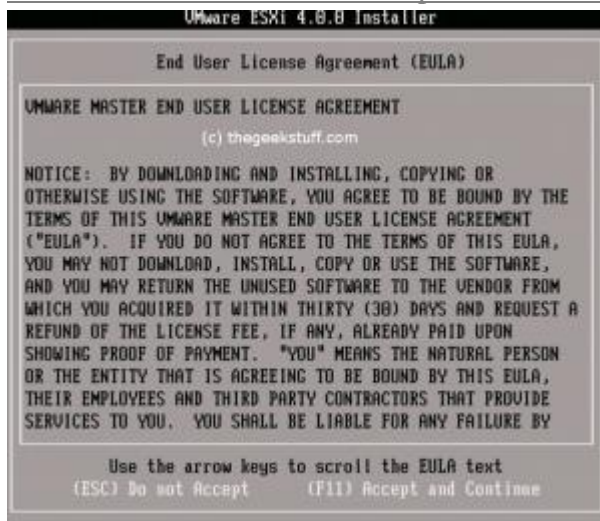 VMware ESXi 4.0.0 Installer
End User License Agreement (EULA)
VMWARE MASTER END USER LICENSE AGREEMENT
(c) thegeekstuff.com
NOTICE: BY DOWNLOADING AND INSTALLING, COPYING OR
OTHERWISE USING THE SOFTWARE, YOU AGREE TO BE BOUND BY THE
TERMS OF THIS VMWARE MASTER END USER LICENSE AGREEMENT
("EULA"). IF YOU DO NOT AGREE TO THE TERMS OF THIS EULA,
YOU MAY NOT DOWNLOAD, INSTALL, COPY OR USE THE SOFTWARE,
AND YOU MAY RETURN THE UNUSED SOFTWARE TO THE VENDOR FROM
WHICH YOU ACQUIRED IT WITHIN THIRTY (30) DAYS AND REQUEST A
REFUND OF THE LICENSE FEE, IF ANY, ALREADY PAID UPON
SHOWING PROOF OF PAYMENT. "YOU" MEANS THE NATURAL PERSON
OR THE ENTITY THAT IS AGREEING TO BE BOUND BY THIS EULA,
THEIR EMPLOYEES AND THIRD PARTY CONTRACTORS THAT PROVIDE
SERVICES TO YOU. YOU SHALL BE LIABLE FOR ANY FAILURE BY
Use the arrow keys to scroll the EULA text
(ESC) Do not Accept (F11) Accept and Continue